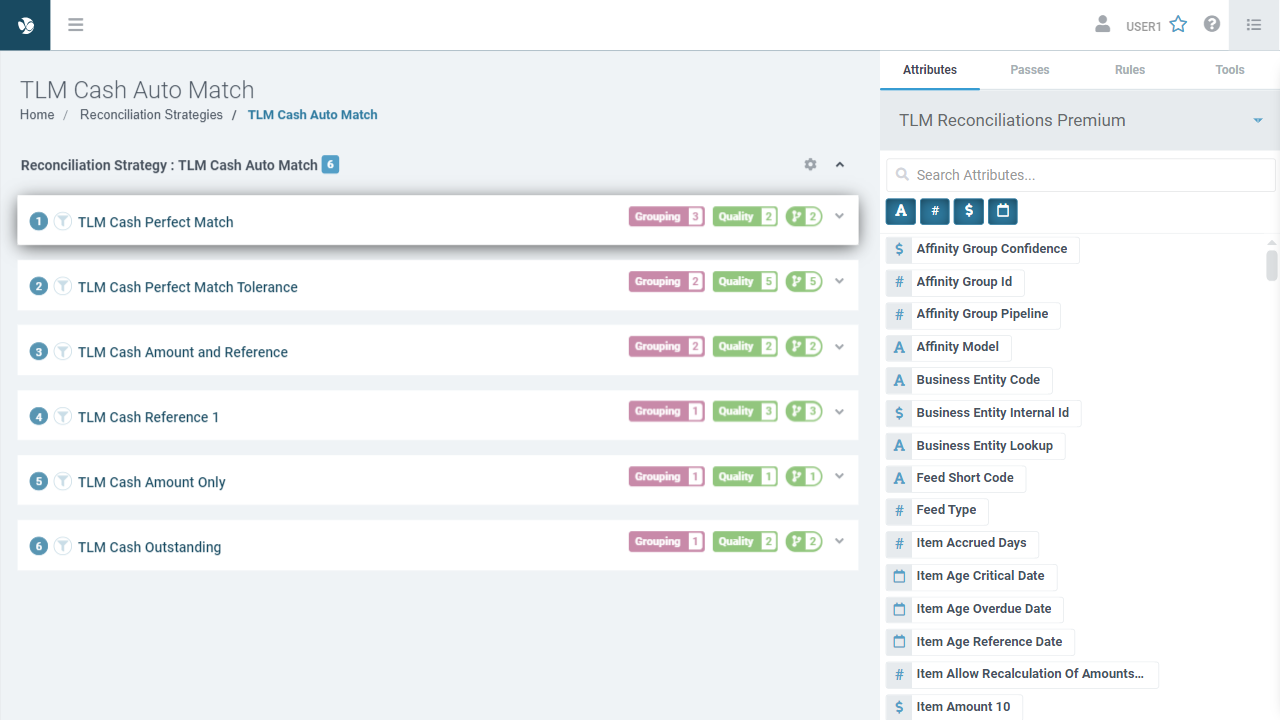 USER1
TLM Cash Auto Match
Home / Reconciliation Strategies / TLM Cash Auto Match
Reconciliation Strategy : TLM Cash Auto Match 6
1 TLM Cash Perfect Match Grouping 3 Quality 2 2
2 TLM Cash Perfect Match Tolerance Grouping 2 Quality 5 5
3 TLM Cash Amount and Reference Grouping 2 Quality 2 2
4 TLM Cash Reference 1 Grouping 1 Quality 3 3
5 TLM Cash Amount Only Grouping 1 Quality 1 1
6 TLM Cash Outstanding Grouping 1 Quality 2 2
Attributes Passes Rules Tools
TLM Reconciliations Premium
Search Attributes...
A # $
$ Affinity Group Confidence
# Affinity Group Id
# Affinity Group Pipeline
A Affinity Model
A Business Entity Code
$ Business Entity Internal Id
A Business Entity Lookup
A Feed Short Code
# Feed Type
# Item Accrued Days
Item Age Critical Date
Item Age Overdue Date
Item Age Reference Date
# Item Allow Recalculation Of Amounts...
$ Item Amount 10